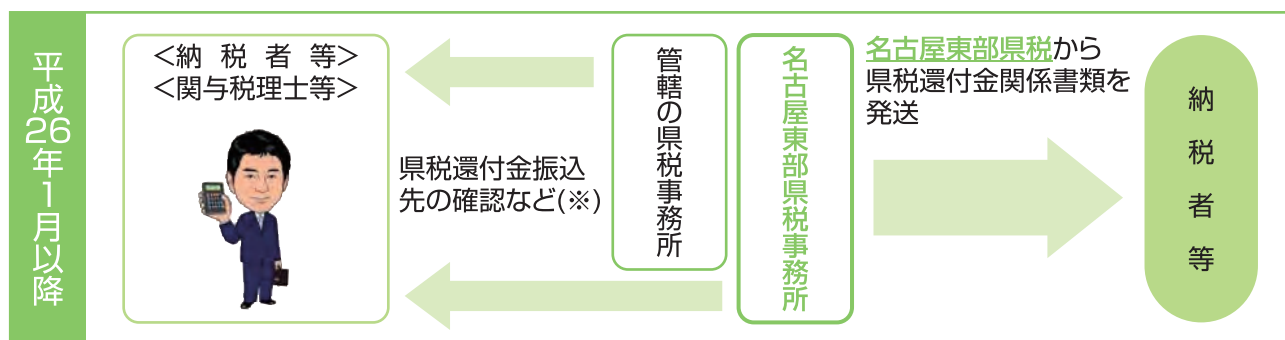 平成26年1月以降
<納税者等>
<関与税理士等>
県税還付金振込
先の確認など(※)
管轄の県税事務所
名古屋東部県税事務所
名古屋東部県税から
県税還付金関係書類を
発送
納税者等